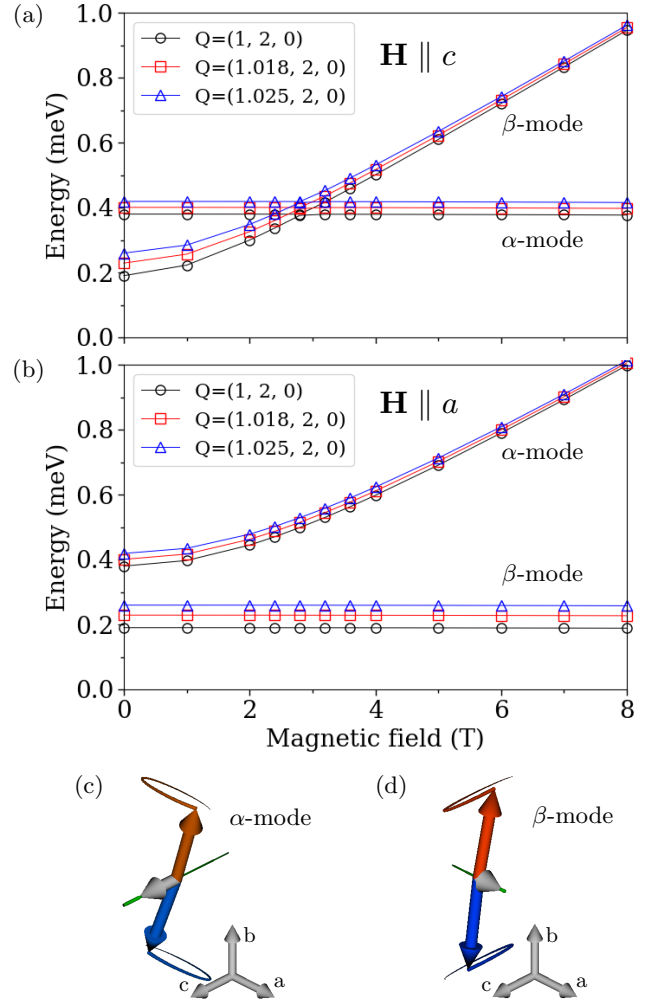 (a)
Q=(1, 2, 0)
Q=(1.018, 2, 0)
Q=(1.025, 2, 0)
H ∥ c
β-mode
α-mode
Energy (meV)
1.0
0.8
0.6
0.4
0.2
0.0
(b)
Q=(1, 2, 0)
Q=(1.018, 2, 0)
Q=(1.025, 2, 0)
H ∥ a
α-mode
β-mode
Energy (meV)
1.0
0.8
0.6
0.4
0.2
0.0
0 2 4 6 8
Magnetic field (T)
(c)
α-mode
b
c
a
(d)
β-mode
b
c
a